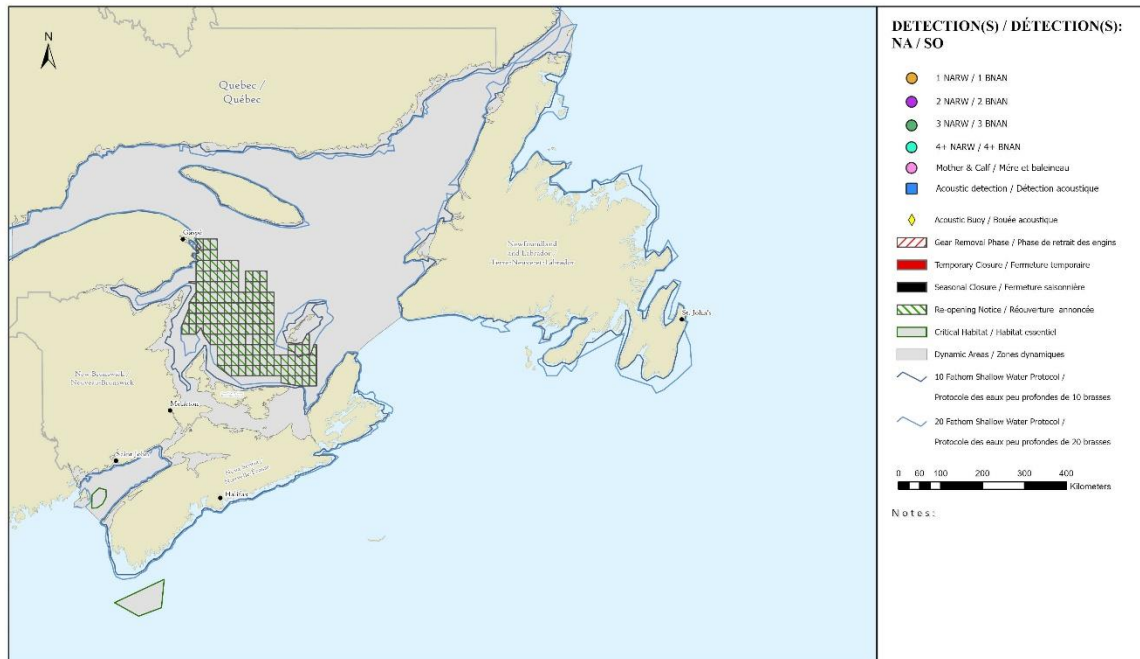 N
Quebec /
Québec
Gaspé
Newfoundland
and Labrador
Terre-Neuve-et-Labrador
St. John's
New Brunswick /
Nouveau-Brunswick
Moncton
Saint John
Nova Scotia /
Nouvelle-Écosse
Halifax
DETECTION(S) / DÉTECTION(S):
NA / SO
1 NARW / 1 BNAN
2 NARW / 2 BNAN
3 NARW / 3 BNAN
4+ NARW / 4+ BNAN
Mother & Calf / Mère et baleineau
Acoustic detection / Détection acoustique
Acoustic Buoy / Bouée acoustique
Gear Removal Phase / Phase de retrait des engins
Temporary Closure / Fermeture temporaire
Seasonal Closure / Fermeture saisonnière
Re-opening Notice / Réouverture annoncée
Critical Habitat / Habitat essentiel
Dynamic Areas / Zones dynamiques
10 Fathom Shallow Water Protocol /
Protocole des eaux peu profondes de 10 brasses
20 Fathom Shallow Water Protocol /
Protocole des eaux peu profondes de 20 brasses
0 60 100 200 300 400
Kilometers
Notes: